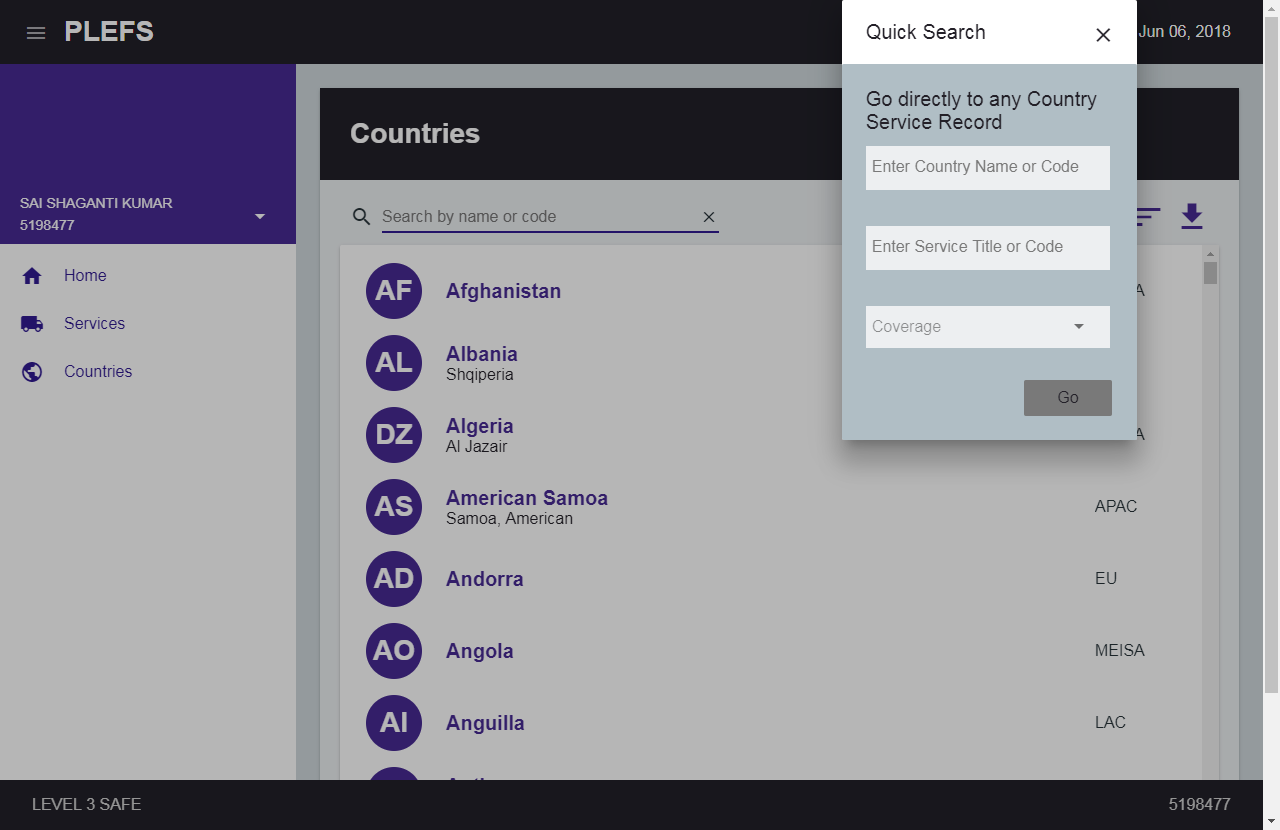 PLEFS
Jun 06, 2018
Quick Search
Go directly to any Country
Service Record
Enter Country Name or Code
Enter Service Title or Code
Coverage
Go
SAI SHAGANTI KUMAR
5198477
Home
Services
Countries
Countries
Search by name or code
AF
Afghanistan
A
AL
Albania
Shqiperia
DZ
Algeria
Al Jazair
A
AS
American Samoa
Samoa, American
APAC
AD
Andorra
EU
AO
Angola
MEISA
AI
Anguilla
LAC
LEVEL 3 SAFE
5198477